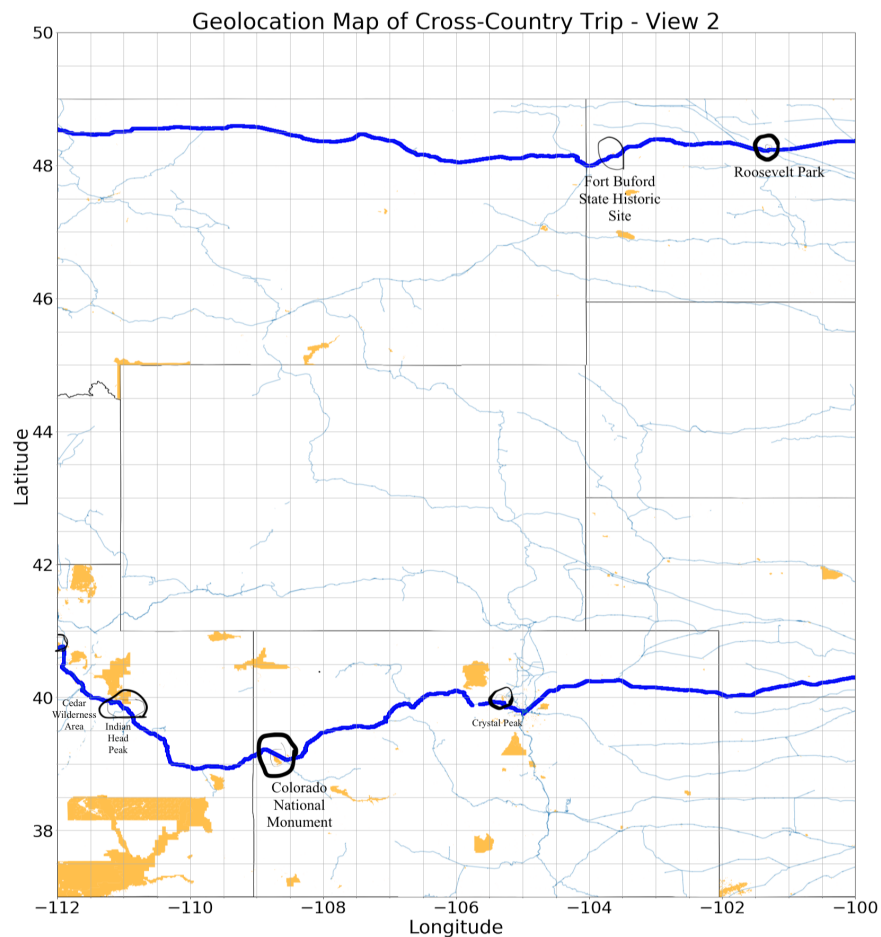 Geolocation Map of Cross-Country Trip - View 2
50
48
Roosevelt Park
Fort Buford
State Historic
Site
46
44
Latitude
42
40
Cedar
Wilderness
Area
Indian
Head
Peak
Crystal Peak
Colorado
National
Monument
38
−112
−110
−108
−106
−104
−102
−100
Longitude